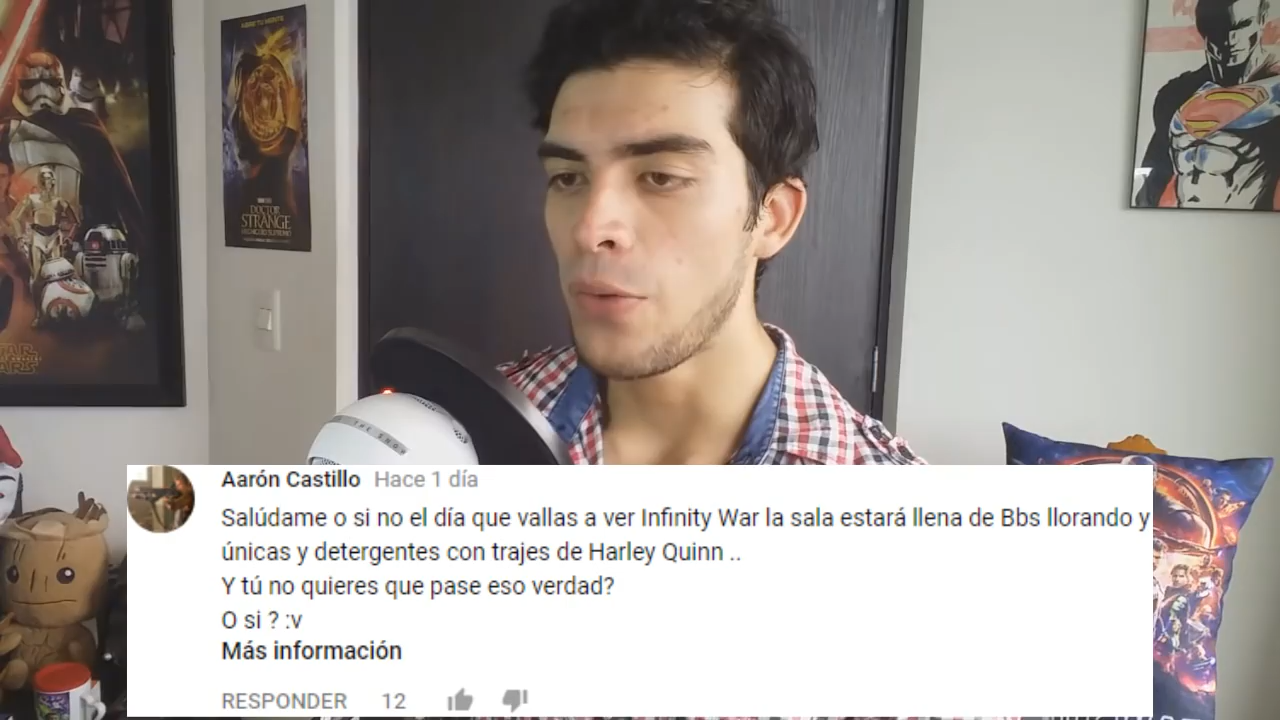 DOCTOR
STRANGE
STAR
WARS
Aarón Castillo Hace 1 día
Salúdame o si no el día que vallas a ver Infinity War la sala estará llena de Bbs llorando y
únicas y detergentes con trajes de Harley Quinn ..
Y tú no quieres que pase eso verdad?
O si ? :v
Más información
RESPONDER 12